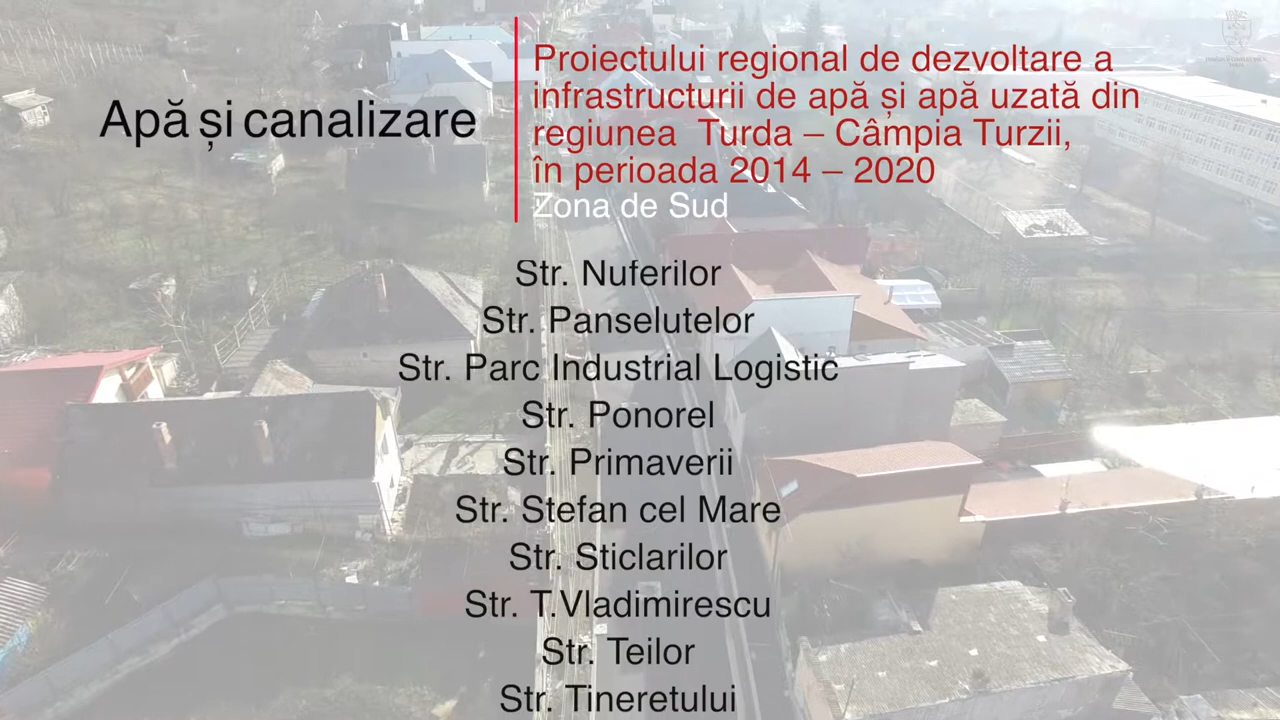 Apă și canalizare
Proiectului regional de dezvoltare a
infrastructurii de apă și apă uzată din
regiunea Turda – Câmpia Turzii,
în perioada 2014 – 2020
Zona de Sud
Str. Nuferilor
Str. Panselutelor
Str. Parc Industrial Logistic
Str. Ponorel
Str. Primaverii
Str. Stefan cel Mare
Str. Sticlarilor
Str. T.Vladimirescu
Str. Teilor
Str. Tineretului